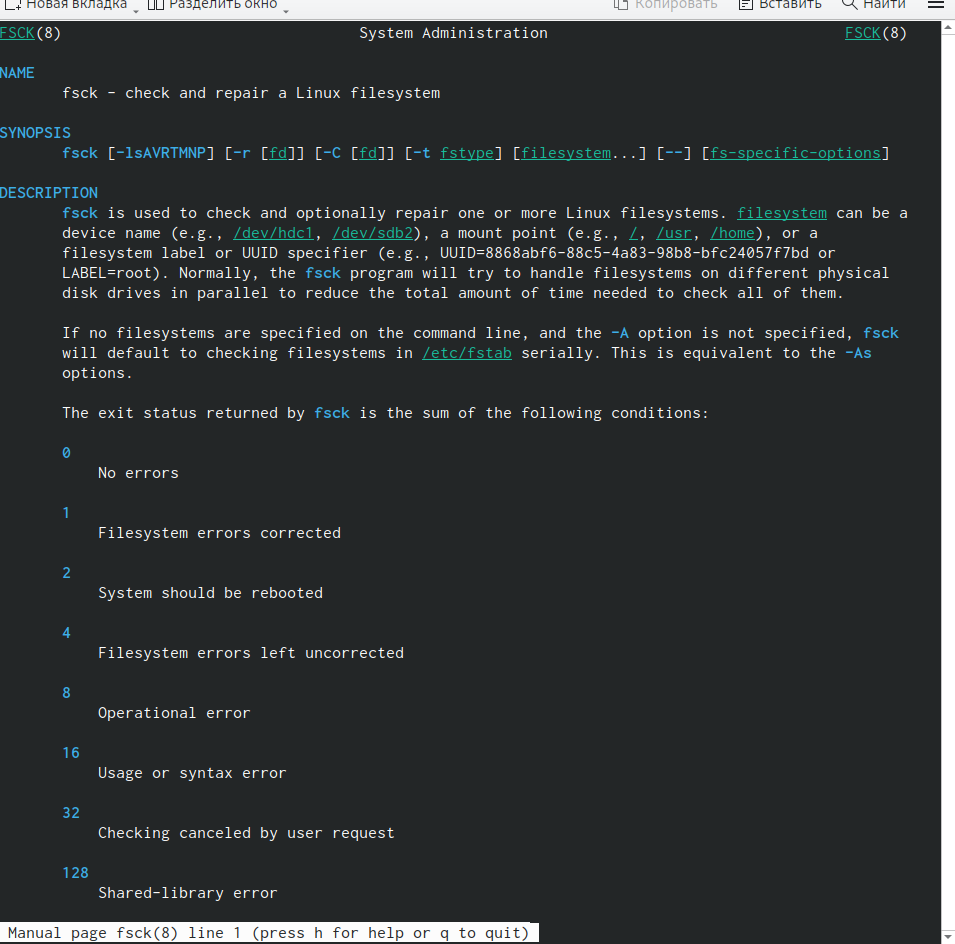 Новая вкладка Разделить окно Копировать Вставить Найти
FSCK(8) System Administration FSCK(8)
NAME
fsck - check and repair a Linux filesystem
SYNOPSIS
fsck [-lsAVRTMNP] [-r [fd]] [-C [fd]] [-t fstype] [filesystem...] [--] [fs-specific-options]
DESCRIPTION
fsck is used to check and optionally repair one or more Linux filesystems. filesystem can be a
device name (e.g., /dev/hdc1, /dev/sdb2), a mount point (e.g., /, /usr, /home), or a
filesystem label or UUID specifier (e.g., UUID=8868abf6-88c5-4a83-98b8-bfc24057f7bd or
LABEL=root). Normally, the fsck program will try to handle filesystems on different physical
disk drives in parallel to reduce the total amount of time needed to check all of them.
If no filesystems are specified on the command line, and the -A option is not specified, fsck
will default to checking filesystems in /etc/fstab serially. This is equivalent to the -As
options.
The exit status returned by fsck is the sum of the following conditions:
0
No errors
1
Filesystem errors corrected
2
System should be rebooted
4
Filesystem errors left uncorrected
8
Operational error
16
Usage or syntax error
32
Checking canceled by user request
128
Shared-library error
Manual page fsck(8) line 1 (press h for help or q to quit)